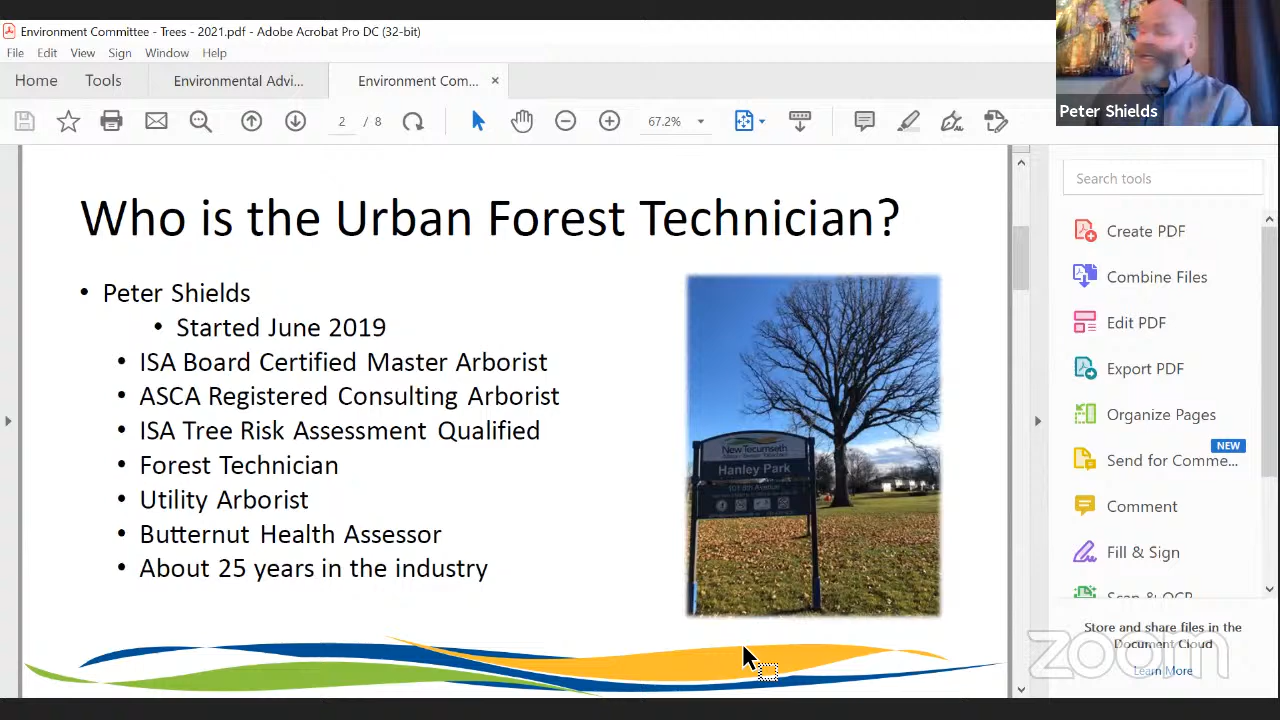 Environment Committee - Trees - 2021.pdf - Adobe Acrobat Pro DC (32-bit)
File Edit View Sign Window Help
Home Tools Environmental Advi... Environment Com... ×
2 / 8 67.2%
Peter Shields
Who is the Urban Forest Technician?
• Peter Shields
• Started June 2019
• ISA Board Certified Master Arborist
• ASCA Registered Consulting Arborist
• ISA Tree Risk Assessment Qualified
• Forest Technician
• Utility Arborist
• Butternut Health Assessor
• About 25 years in the industry
New Tecumseth
Hanley Park
Search tools
Create PDF
Combine Files
Edit PDF
Export PDF
Organize Pages
NEW
Send for Comme...
Comment
Fill & Sign
Scan & OCR
Store and share files in the
Document Cloud
Learn More
zoom